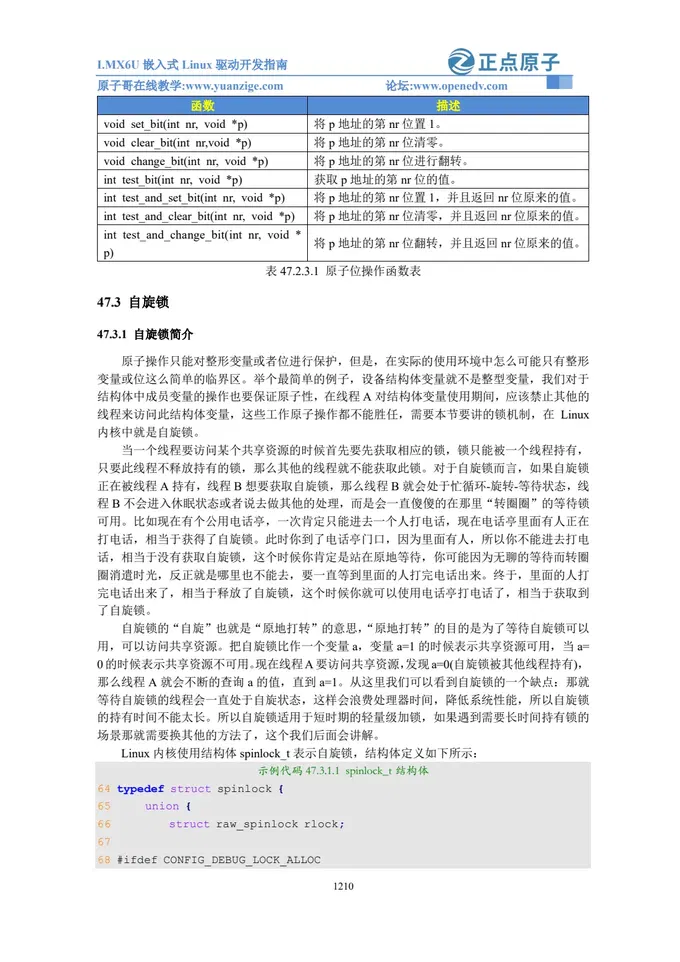 I.MX6U 嵌入式 Linux 驱动开发指南
正点原子
原子哥在线教学:www.yuanzige.com 论坛:www.openedv.com
函数 描述
void set_bit(int nr, void *p) 将 p 地址的第 nr 位置 1。
void clear_bit(int nr,void *p) 将 p 地址的第 nr 位清零。
void change_bit(int nr, void *p) 将 p 地址的第 nr 位进行翻转。
int test_bit(int nr, void *p) 获取 p 地址的第 nr 位的值。
int test_and_set_bit(int nr, void *p) 将 p 地址的第 nr 位置 1，并且返回 nr 位原来的值。
int test_and_clear_bit(int nr, void *p) 将 p 地址的第 nr 位清零，并且返回 nr 位原来的值。
int test_and_change_bit(int nr, void *
p) 将 p 地址的第 nr 位翻转，并且返回 nr 位原来的值。
表 47.2.3.1 原子位操作函数表
47.3 自旋锁
47.3.1 自旋锁简介
原子操作只能对整形变量或者位进行保护，但是，在实际的使用环境中怎么可能只有整形
变量或位这么简单的临界区。举个最简单的例子，设备结构体变量就不是整型变量，我们对于
结构体中成员变量的操作也要保证原子性，在线程 A 对结构体变量使用期间，应该禁止其他的
线程来访问此结构体变量，这些工作原子操作都不能胜任，需要本节要讲的锁机制，在 Linux
内核中就是自旋锁。
当一个线程要访问某个共享资源的时候首先要先获取相应的锁，锁只能被一个线程持有，
只要此线程不释放持有的锁，那么其他的线程就不能获取此锁。对于自旋锁而言，如果自旋锁
正在被线程 A 持有，线程 B 想要获取自旋锁，那么线程 B 就会处于忙循环-旋转-等待状态，线
程 B 不会进入休眠状态或者说去做其他的处理，而是会一直傻傻的在那里“转圈圈”的等待锁
可用。比如现在有个公用电话亭，一次肯定只能进去一个人打电话，现在电话亭里面有人正在
打电话，相当于获得了自旋锁。此时你到了电话亭门口，因为里面有人，所以你不能进去打电
话，相当于没有获取自旋锁，这个时候你肯定是站在原地等待，你可能因为无聊的等待而转圈
圈消遣时光，反正就是哪里也不能去，要一直等到里面的人打完电话出来。终于，里面的人打
完电话出来了，相当于释放了自旋锁，这个时候你就可以使用电话亭打电话了，相当于获取到
了自旋锁。
自旋锁的“自旋”也就是“原地打转”的意思，“原地打转”的目的是为了等待自旋锁可以
用，可以访问共享资源。把自旋锁比作一个变量 a，变量 a=1 的时候表示共享资源可用，当 a=
0 的时候表示共享资源不可用。现在线程 A 要访问共享资源，发现 a=0(自旋锁被其他线程持有)，
那么线程 A 就会不断的查询 a 的值，直到 a=1。从这里我们可以看到自旋锁的一个缺点：那就
等待自旋锁的线程会一直处于自旋状态，这样会浪费处理器时间，降低系统性能，所以自旋锁
的持有时间不能太长。所以自旋锁适用于短时期的轻量级加锁，如果遇到需要长时间持有锁的
场景那就需要换其他的方法了，这个我们后面会讲解。
Linux 内核使用结构体 spinlock_t 表示自旋锁，结构体定义如下所示：
示例代码 47.3.1.1 spinlock_t 结构体
64 typedef struct spinlock {
65 union {
66 struct raw_spinlock rlock;
67
68 #ifdef CONFIG_DEBUG_LOCK_ALLOC
1210